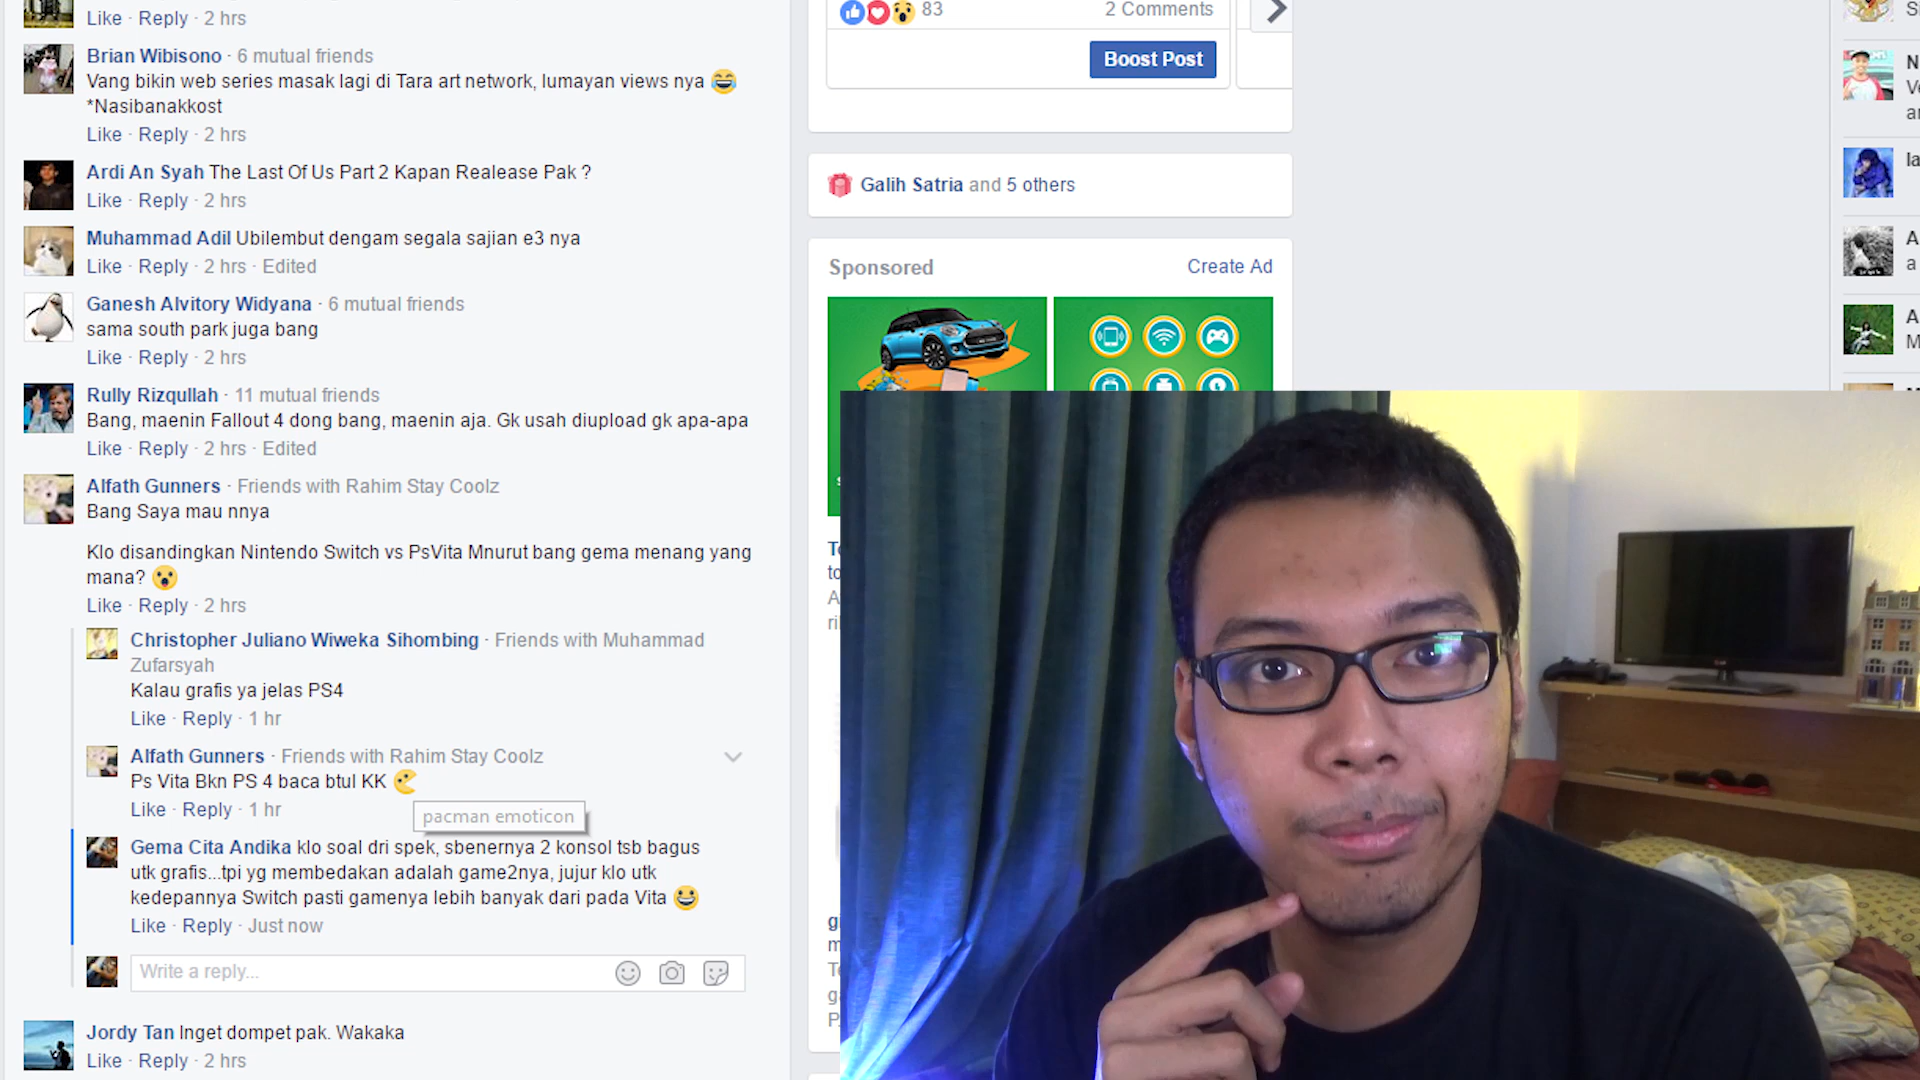 Like · Reply · 2 hrs
Brian Wibisono · 6 mutual friends
Vang bikin web series masak lagi di Tara art network, lumayan views nya
*Nasibanakkost
Like · Reply · 2 hrs
Ardi An Syah The Last Of Us Part 2 Kapan Realease Pak ?
Like · Reply · 2 hrs
Muhammad Adil Ubilembut dengam segala sajian e3 nya
Like · Reply · 2 hrs · Edited
Ganesh Alvitory Widyana · 6 mutual friends
sama south park juga bang
Like · Reply · 2 hrs
Rully Rizqullah · 11 mutual friends
Bang, maenin Fallout 4 dong bang, maenin aja. Gk usah diupload gk apa-apa
Like · Reply · 2 hrs · Edited
Alfath Gunners · Friends with Rahim Stay Coolz
Bang Saya mau nnya
Klo disandingkan Nintendo Switch vs PsVita Mnurut bang gema menang yang
mana?
Like · Reply · 2 hrs
Christopher Juliano Wiweka Sihombing · Friends with Muhammad
Zufarsyah
Kalau grafis ya jelas PS4
Like · Reply · 1 hr
Alfath Gunners · Friends with Rahim Stay Coolz
Ps Vita Bkn PS 4 baca btul KK
Like · Reply · 1 hr
pacman emoticon
Gema Cita Andika klo soal dri spek, sbenernya 2 konsol tsb bagus
utk grafis...tpi yg membedakan adalah game2nya, jujur klo utk
kedepannya Switch pasti gamenya lebih banyak dari pada Vita
Like · Reply · Just now
Write a reply...
Jordy Tan Inget dompet pak. Wakaka
Like · Reply · 2 hrs
83
2 Comments
Boost Post
Galih Satria and 5 others
Sponsored
Create Ad